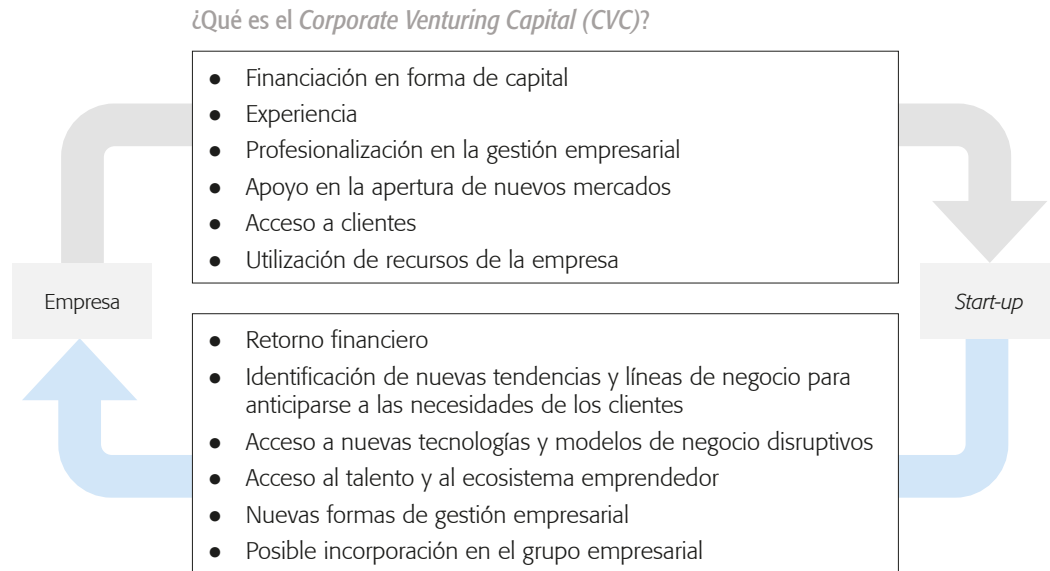 ¿Qué es el Corporate Venturing Capital (CVC)?
● Financiación en forma de capital
● Experiencia
● Profesionalización en la gestión empresarial
● Apoyo en la apertura de nuevos mercados
● Acceso a clientes
● Utilización de recursos de la empresa
Empresa
Start-up
● Retorno financiero
● Identificación de nuevas tendencias y líneas de negocio para
anticiparse a las necesidades de los clientes
● Acceso a nuevas tecnologías y modelos de negocio disruptivos
● Acceso al talento y al ecosistema emprendedor
● Nuevas formas de gestión empresarial
● Posible incorporación en el grupo empresarial